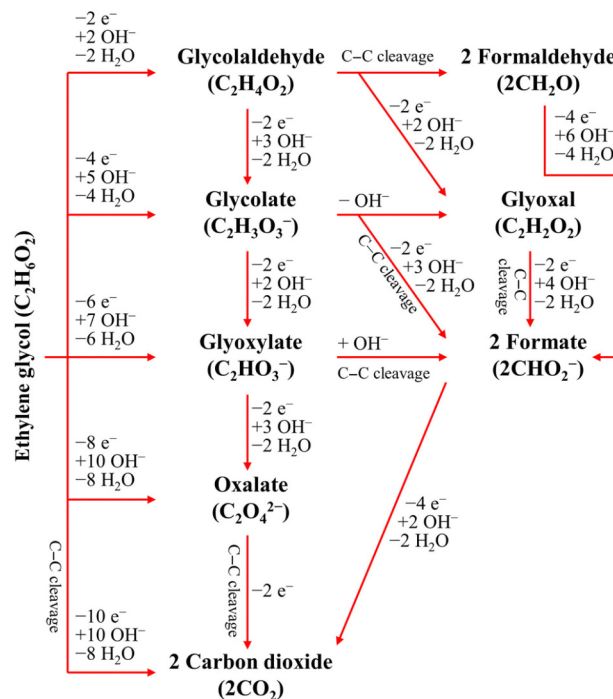 −2 e⁻
+2 OH⁻
−2 H₂O
Glycolaldehyde
(C₂H₄O₂)
C–C cleavage
2 Formaldehyde
(2CH₂O)
−2 e⁻
+3 OH⁻
−2 H₂O
−2 e⁻
+2 OH⁻
−2 H₂O
−4 e⁻
+6 OH⁻
−4 H₂O
−4 e⁻
+5 OH⁻
−4 H₂O
Glycolate
(C₂H₃O₃⁻)
− OH⁻
Glyoxal
(C₂H₂O₂)
−2 e⁻
+2 OH⁻
−2 H₂O
C–C
cleavage
−2 e⁻
+3 OH⁻
−2 H₂O
C–C
cleavage
−2 e⁻
+4 OH⁻
−2 H₂O
Ethylene glycol (C₂H₆O₂)
−6 e⁻
+7 OH⁻
−6 H₂O
Glyoxylate
(C₂HO₃⁻)
+ OH⁻
C–C cleavage
2 Formate
(2CHO₂⁻)
−2 e⁻
+3 OH⁻
−2 H₂O
−8 e⁻
+10 OH⁻
−8 H₂O
Oxalate
(C₂O₄²⁻)
−4 e⁻
+2 OH⁻
−2 H₂O
C–C cleavage
C–C cleavage
−2 e⁻
−10 e⁻
+10 OH⁻
−8 H₂O
2 Carbon dioxide
(2CO₂)